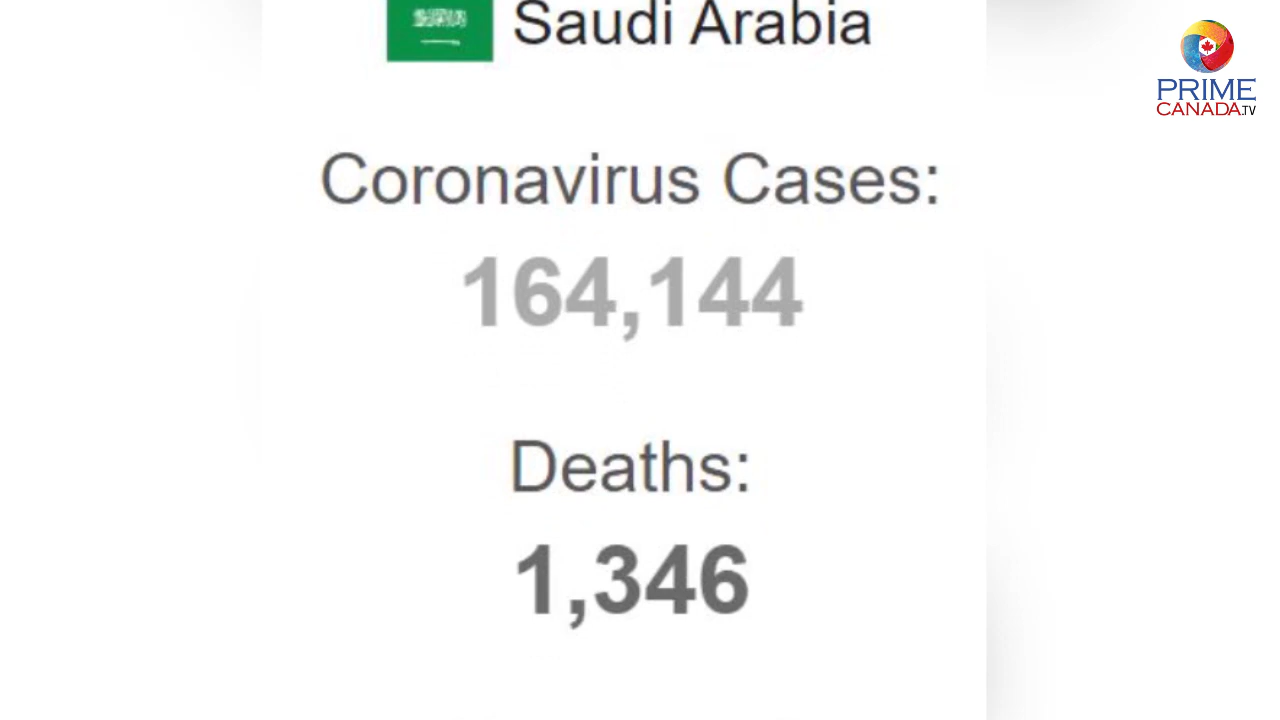 Saudi Arabia
PRIME
CANADA.TV
Coronavirus Cases:
164,144
Deaths:
1,346